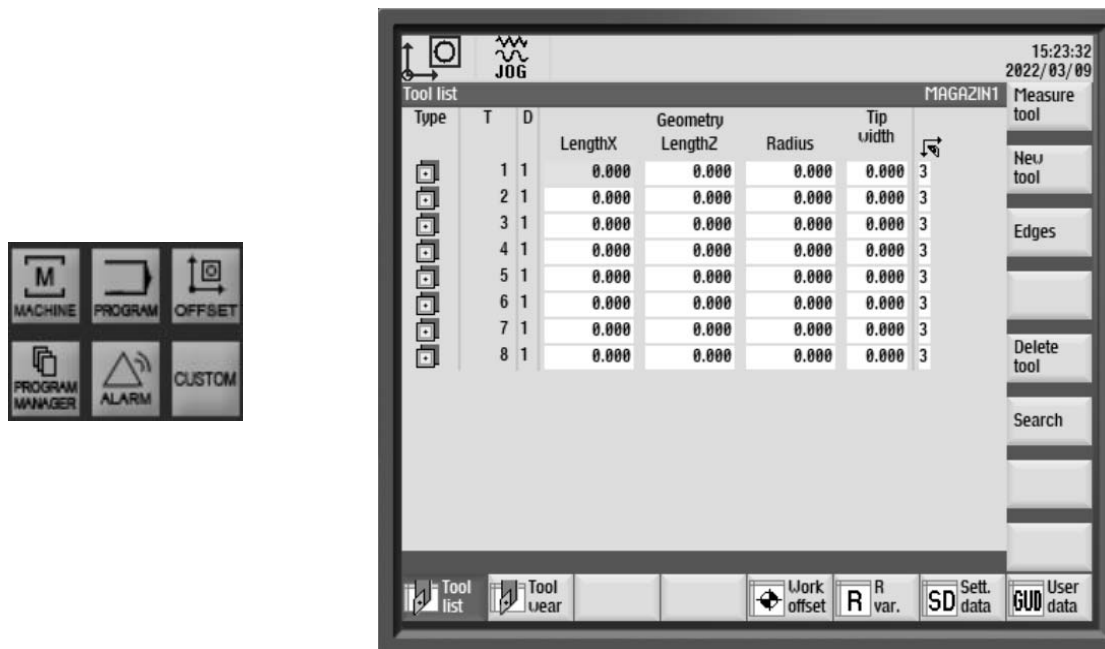 M
MACHINE PROGRAM OFFSET
PROGRAM
MANAGER ALARM CUSTOM
JOG
15:23:32
2022/03/09
Tool list MAGAZIN1
Type T D Geometry Tip
width
LengthX LengthZ Radius
1 1 0.000 0.000 0.000 0.000 3
2 1 0.000 0.000 0.000 0.000 3
3 1 0.000 0.000 0.000 0.000 3
4 1 0.000 0.000 0.000 0.000 3
5 1 0.000 0.000 0.000 0.000 3
6 1 0.000 0.000 0.000 0.000 3
7 1 0.000 0.000 0.000 0.000 3
8 1 0.000 0.000 0.000 0.000 3
Measure
tool
New
tool
Edges
Delete
tool
Search
Tool
list
Tool
wear
Work
offset
R
R
var.
SD
Sett.
data
GUD
User
data